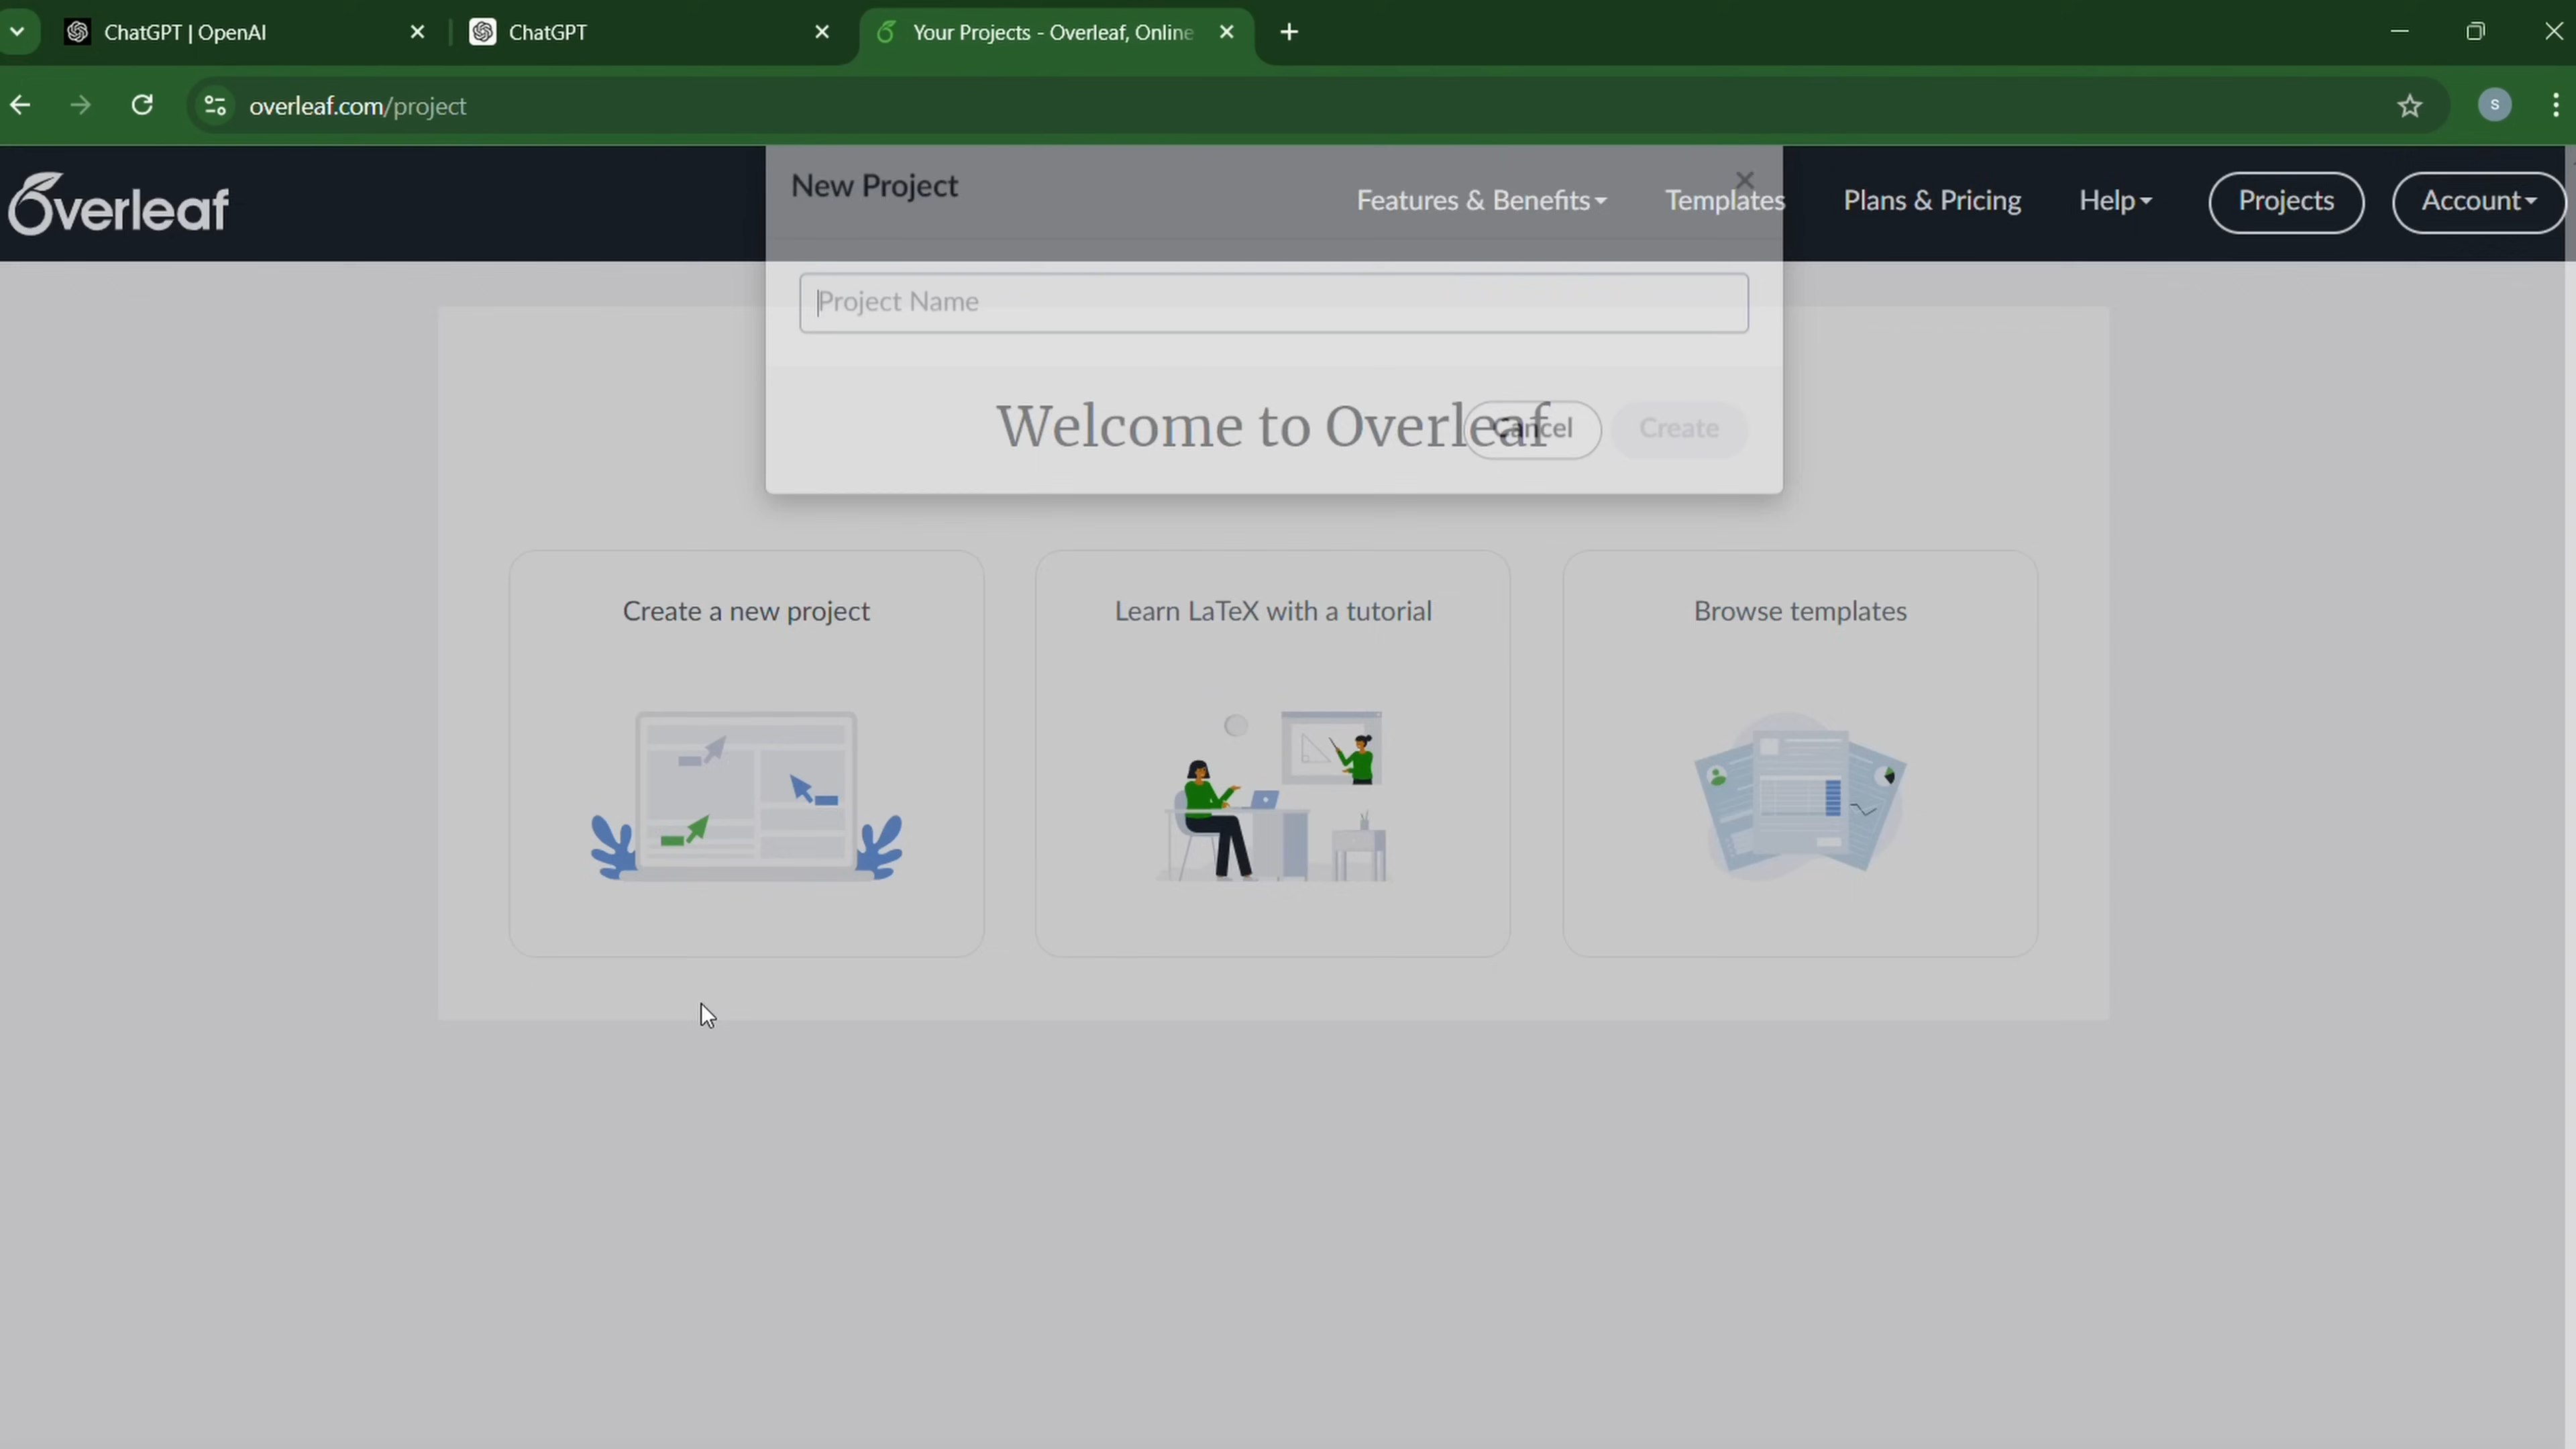 ChatGPT | OpenAI
ChatGPT
Your Projects - Overleaf, Online
overleaf.com/project
S
Overleaf
New Project
Features & Benefits
Templates
Plans & Pricing
Help
Projects
Account
Project Name
Welcome to Overleaf
Cancel
Create
Create a new project
Learn LaTeX with a tutorial
Browse templates